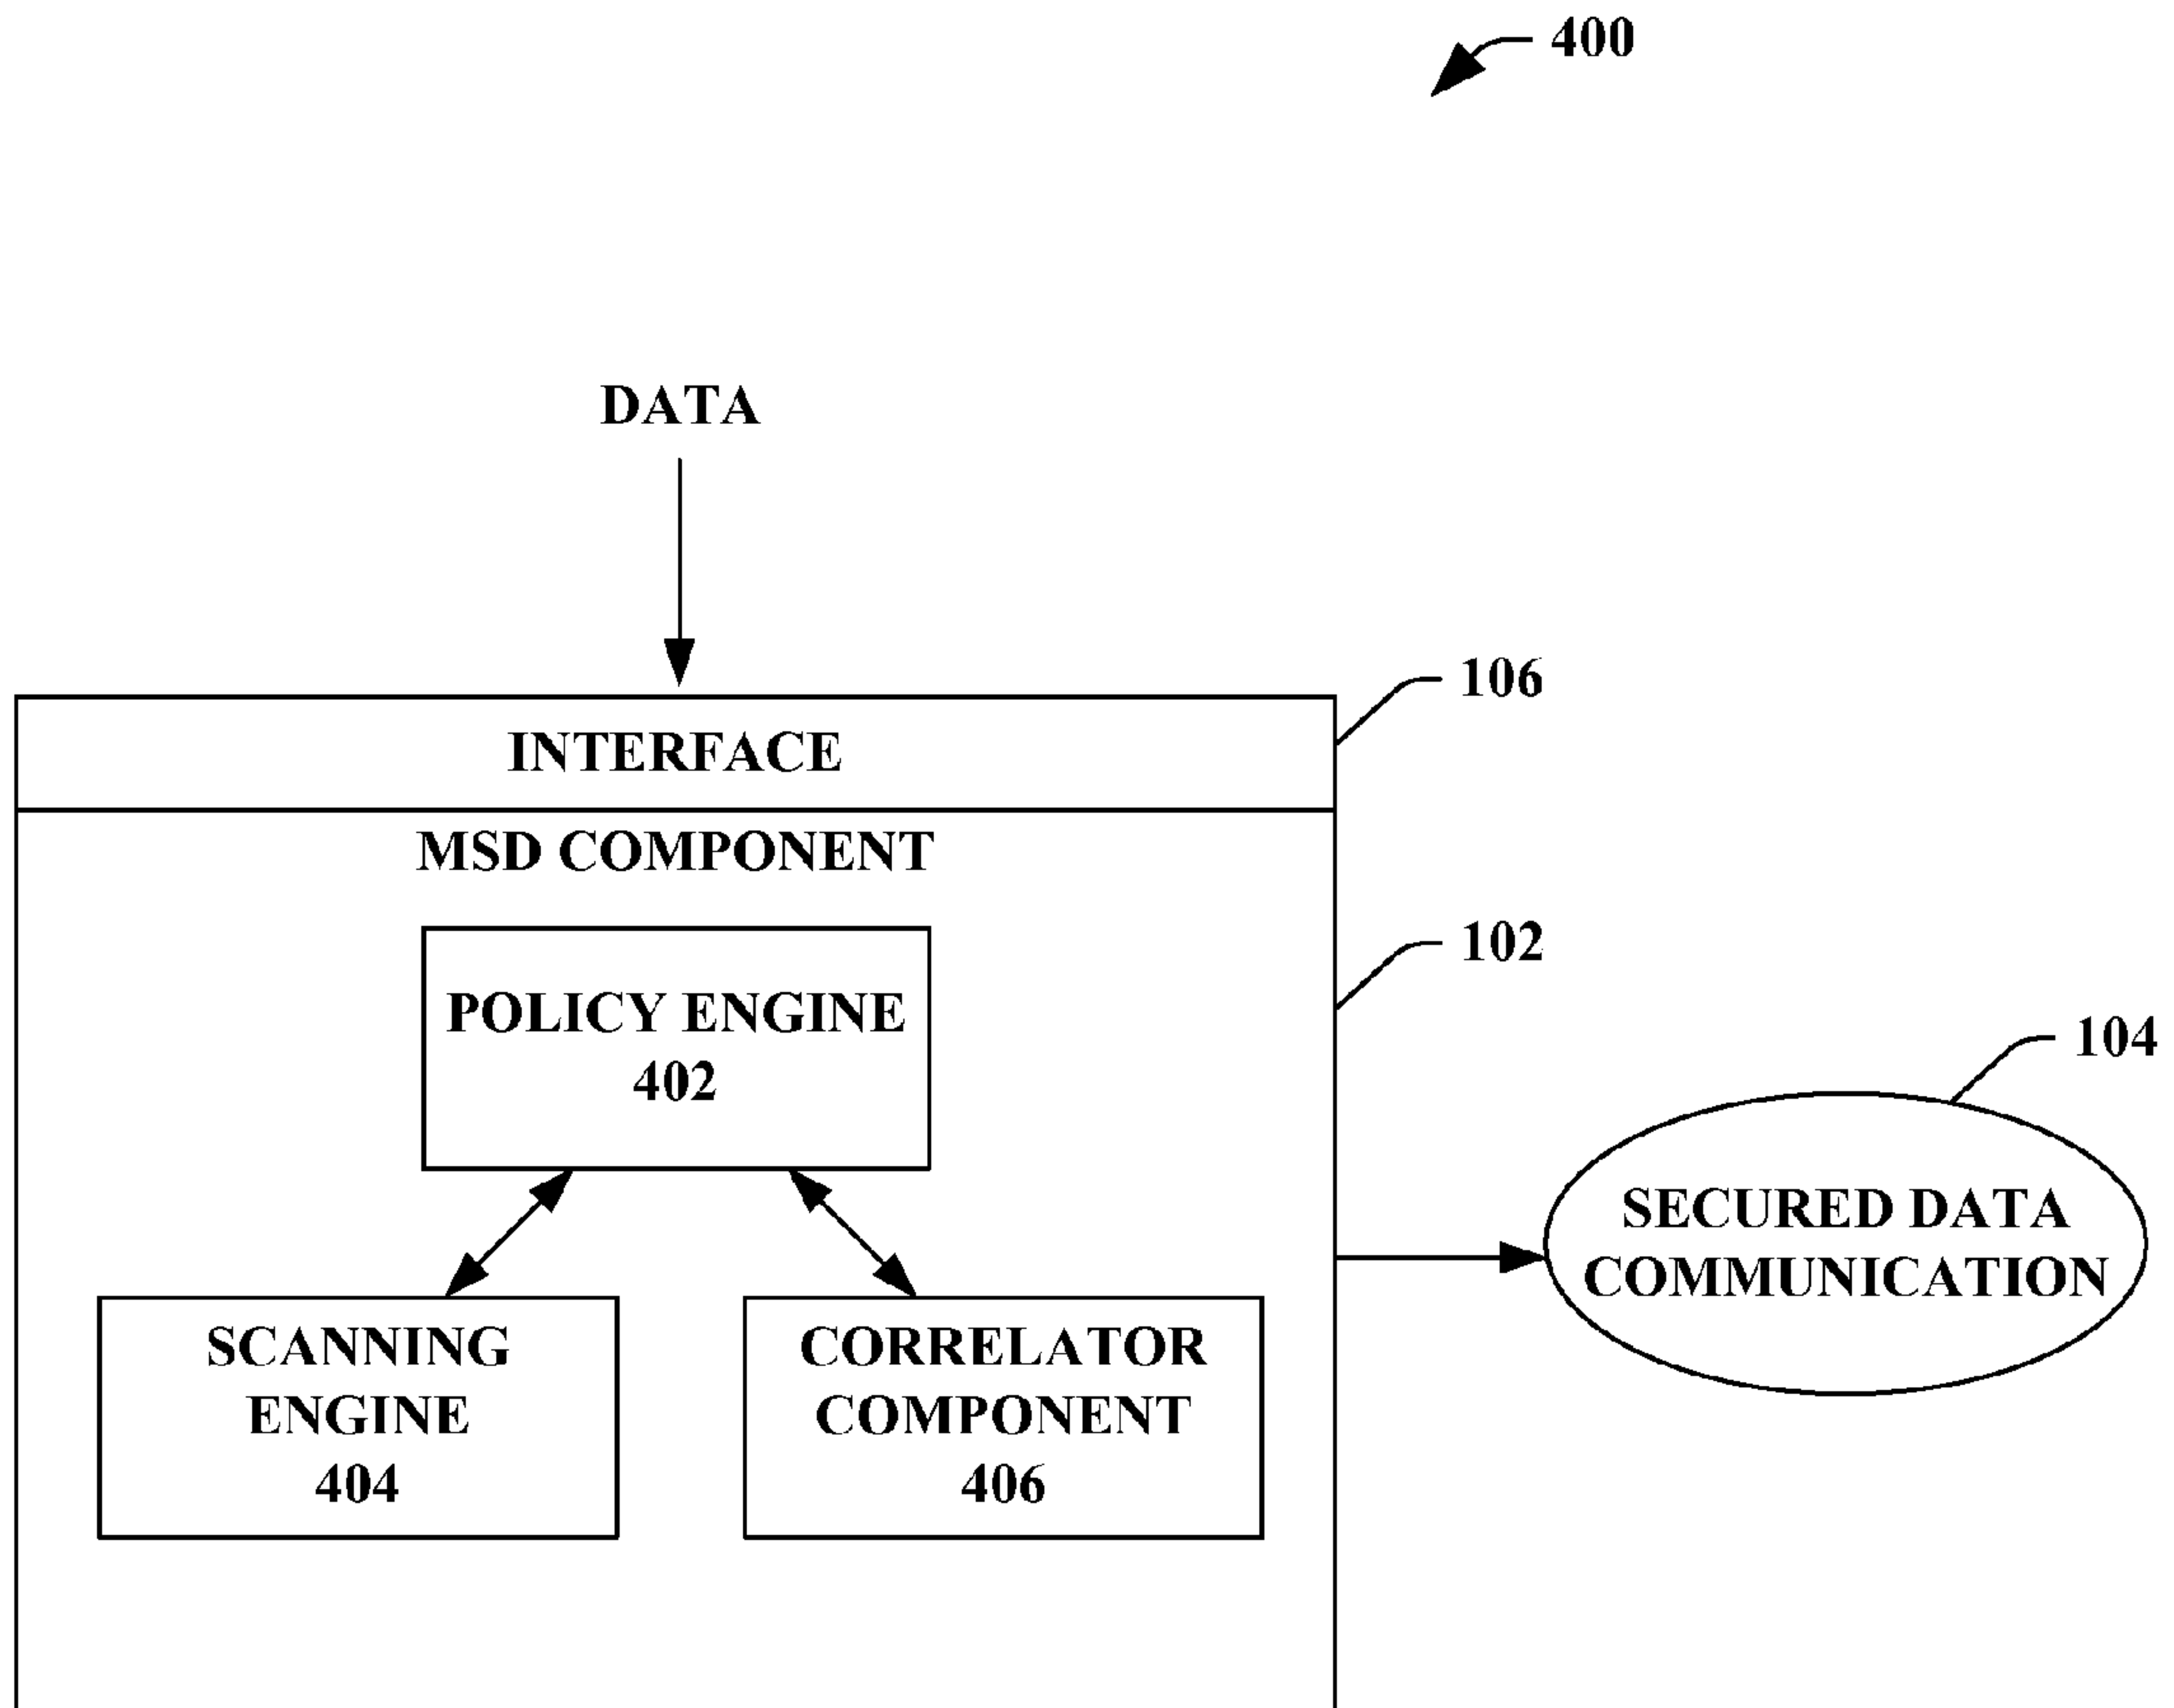 400
DATA
106
INTERFACE
MSD COMPONENT
102
POLICY ENGINE
402
104
SECURED DATA
COMMUNICATION
SCANNING
ENGINE
404
CORRELATOR
COMPONENT
406